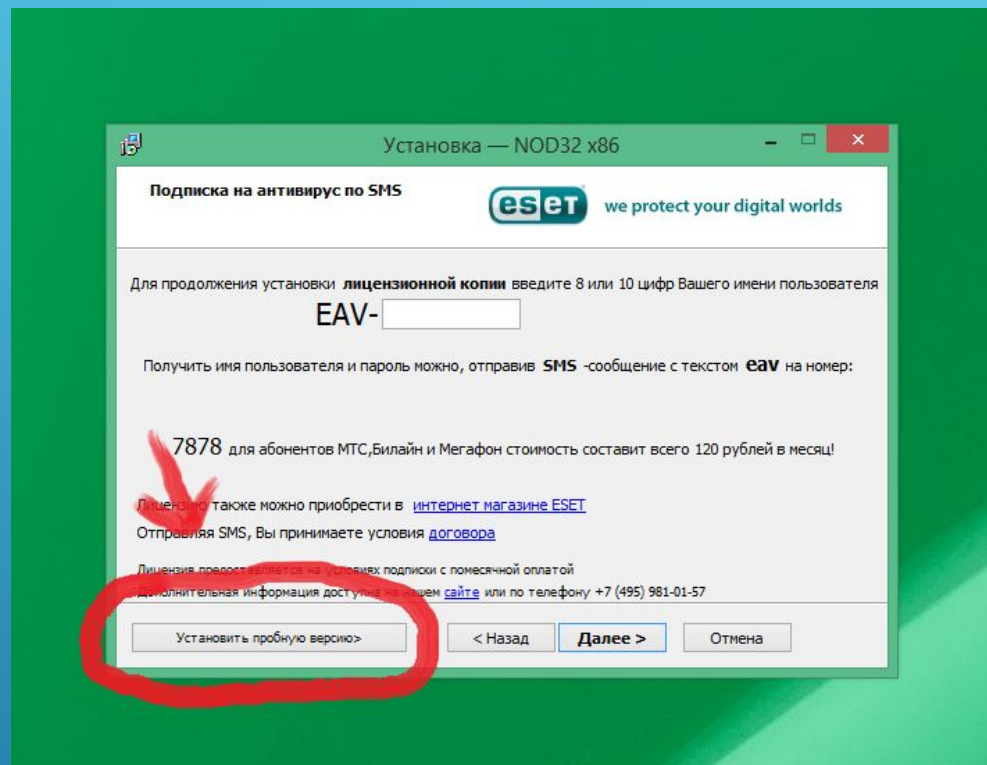 Установка — NOD32 x86
Подписка на антивирус по SMS
eset we protect your digital worlds
Для продолжения установки лицензионной копии введите 8 или 10 цифр Вашего имени пользователя
EAV-
Получить имя пользователя и пароль можно, отправив SMS -сообщение с текстом eav на номер:
7878 для абонентов МТС,Билайн и Мегафон стоимость составит всего 120 рублей в месяц!
Лицензию также можно приобрести в интернет магазине ESET
Отправляя SMS, Вы принимаете условия договора
Лицензия предоставляется на условиях подписки с помесячной оплатой
Дополнительная информация доступна на нашем сайте или по телефону +7 (495) 981-01-57
Установить пробную версию>
< Назад
Далее >
Отмена